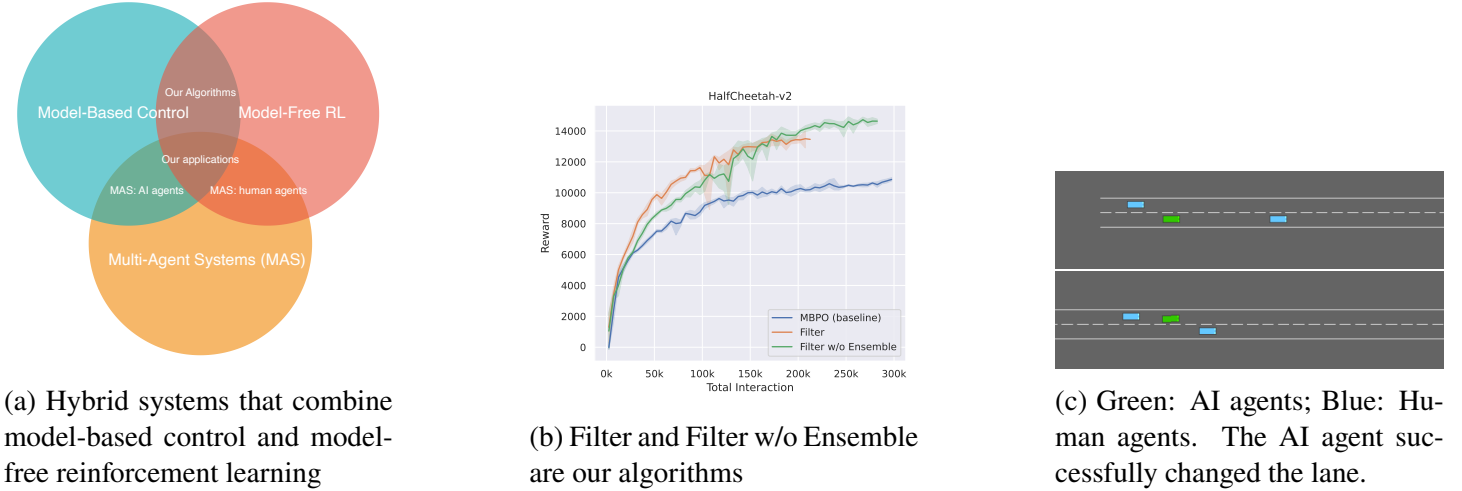 Our Algorithms
Model-Based Control
Model-Free RL
Our applications
MAS: AI agents
MAS: human agents
Multi-Agent Systems (MAS)
(a) Hybrid systems that combine
model-based control and model-
free reinforcement learning
HalfCheetah-v2
14000
12000
10000
8000
6000
4000
2000
0
Reward
MBPO (baseline)
Filter
Filter w/o Ensemble
0k 50k 100k 150k 200k 250k 300k
Total Interaction
(b) Filter and Filter w/o Ensemble
are our algorithms
(c) Green: AI agents; Blue: Hu-
man agents. The AI agent suc-
cessfully changed the lane.